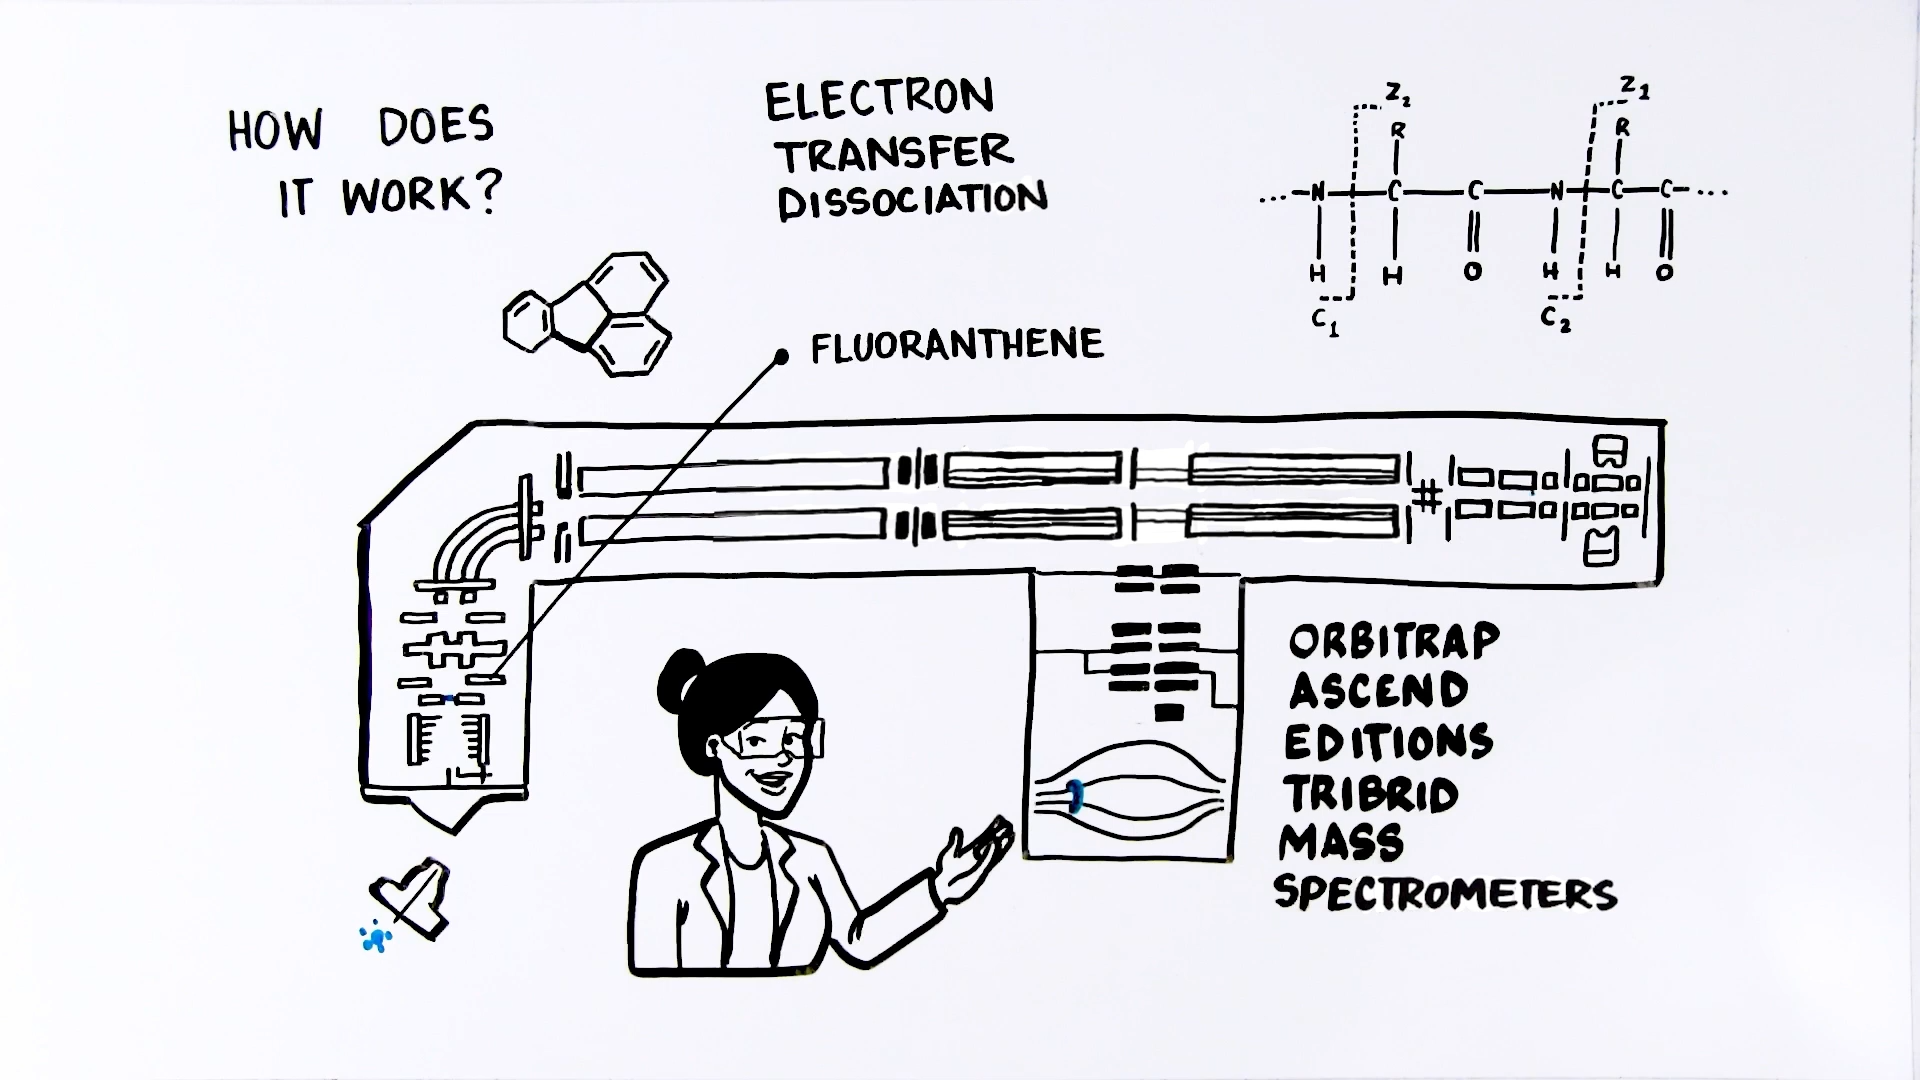 HOW DOES
IT WORK?
ELECTRON
TRANSFER
DISSOCIATION
Z2 Z1
R R
... N C C N C C ...
H H O H H O
C1 C2
FLUORANTHENE
#
ORBITRAP
ASCEND
EDITIONS
TRIBRID
MASS
SPECTROMETERS